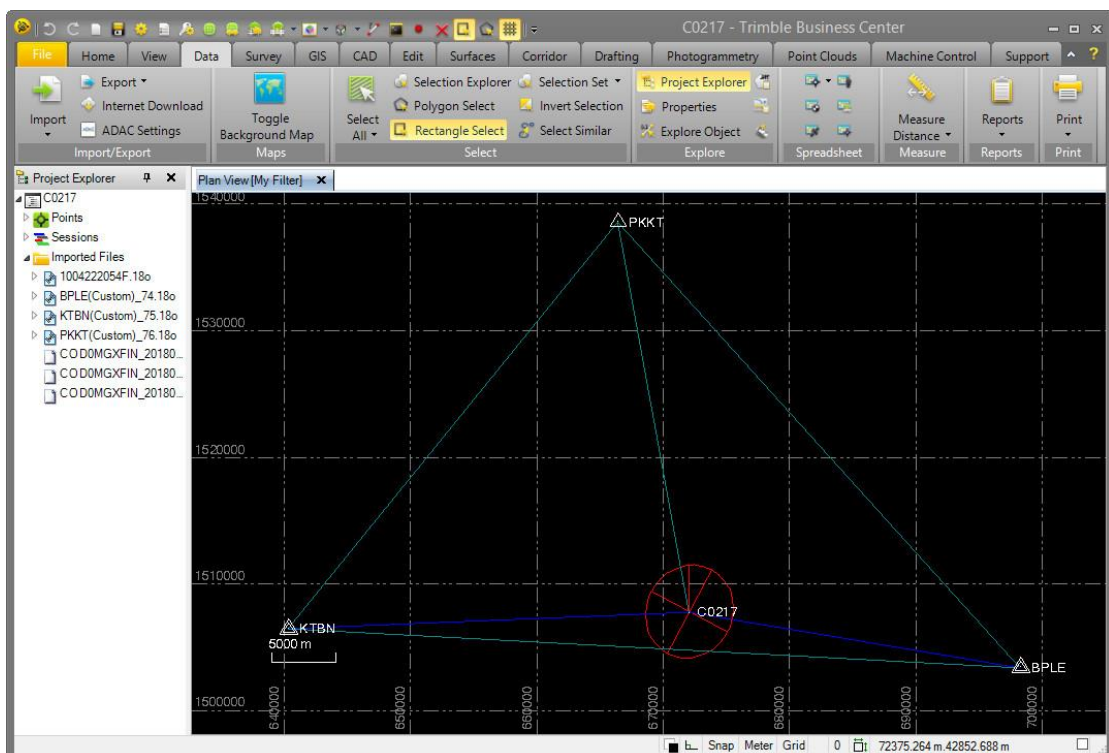 C0217 - Trimble Business Center
File Home View Data Survey GIS CAD Edit Surfaces Corridor Drafting Photogrammetry Point Clouds Machine Control Support
Import
Export
Internet Download
ADAC Settings
Import/Export
Toggle
Background Map
Maps
Select
All
Selection Explorer
Polygon Select
Rectangle Select
Selection Set
Invert Selection
Select Similar
Select
Project Explorer
Properties
Explore Object
Explore
Spreadsheet
Measure
Distance
Measure
Reports
Reports
Print
Print
Project Explorer
C0217
Points
Sessions
Imported Files
1004222054F.18o
BPLE(Custom)_74.18o
KTBN(Custom)_75.18o
PKKT(Custom)_76.18o
COD0MGXFIN_20180...
COD0MGXFIN_20180...
COD0MGXFIN_20180...
Plan View [My Filter]
1540000
PKKT
1530000
1520000
1510000
C0217
KTBN
5000 m
BPLE
1500000
640000
650000
660000
670000
680000
690000
700000
Snap Meter Grid 0 72375.264 m.42852.688 m